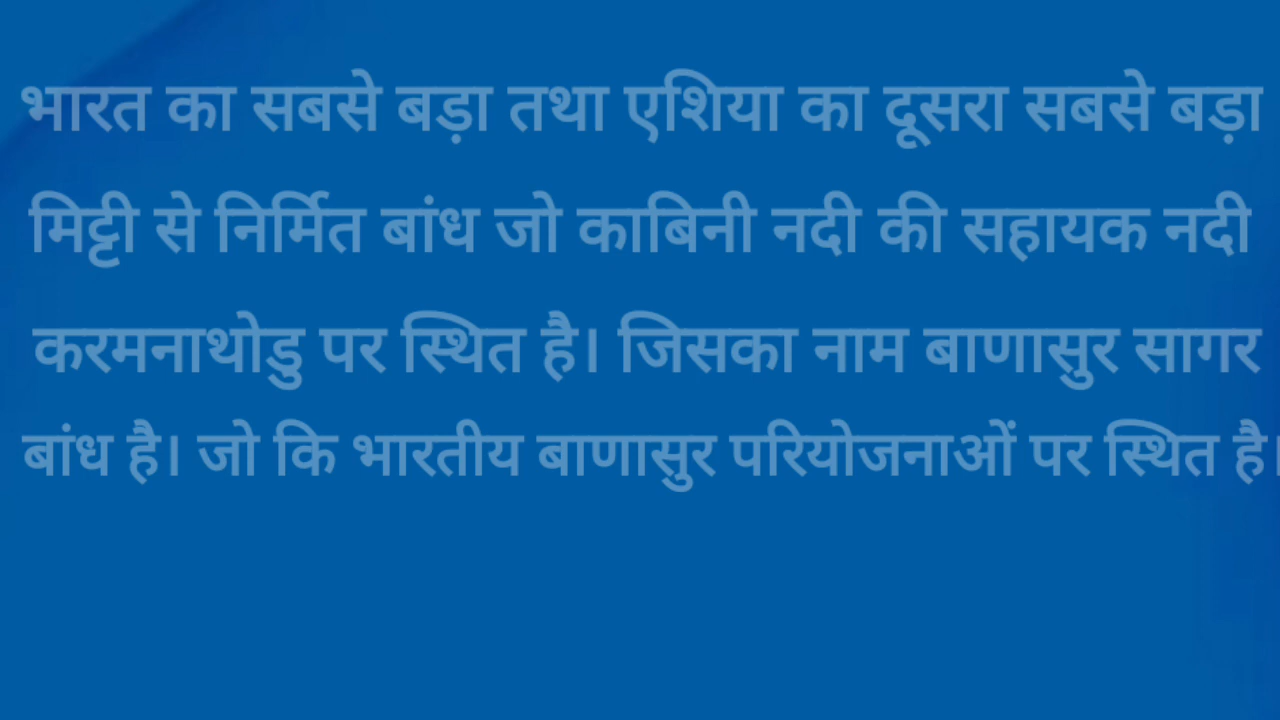 भारत का सबसे बड़ा तथा एशिया का दूसरा सबसे बड़ा
मिट्टी से निर्मित बांध जो काबिनी नदी की सहायक नदी
करमनाथोडु पर स्थित है। जिसका नाम बाणासुर सागर
बांध है। जो कि भारतीय बाणासुर परियोजनाओं पर स्थित है।